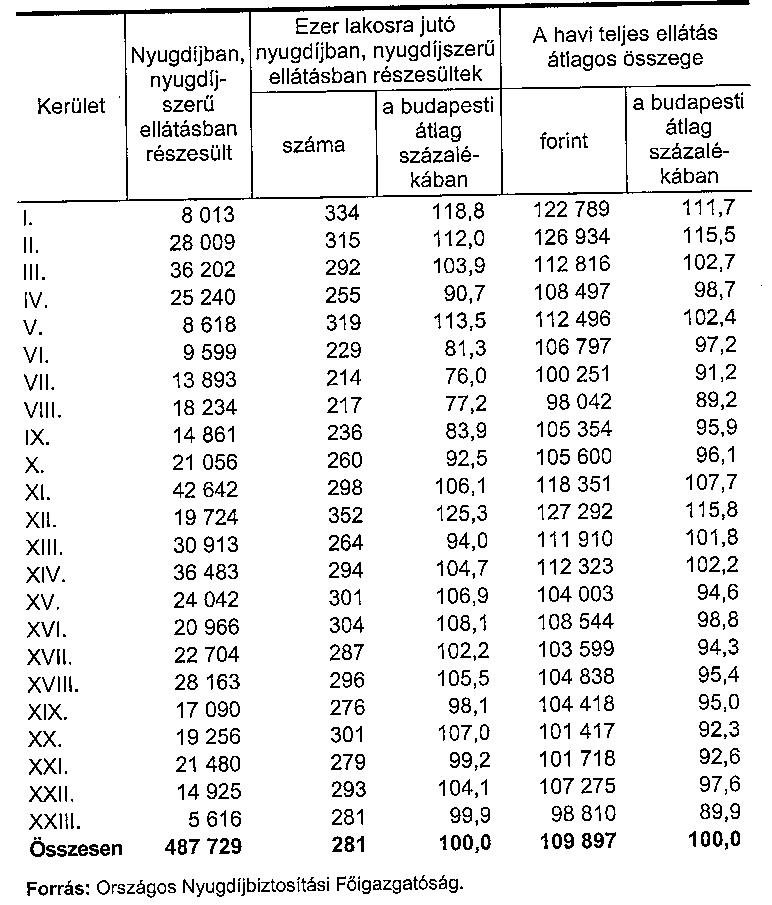 Kerület
Nyugdíjban, nyugdíj- szerű ellátásban részesült
Ezer lakosra jutó nyugdíjban, nyugdíjszerű ellátásban részesültek
A havi teljes ellátás átlagos összege
száma
a budapesti átlag százalé- kában
forint
a budapesti átlag százalé- kában
I. 8 013 334 118,8 122 789 111,7
II. 28 009 315 112,0 126 934 115,5
III. 36 202 292 103,9 112 816 102,7
IV. 25 240 255 90,7 108 497 98,7
V. 8 618 319 113,5 112 496 102,4
VI. 9 599 229 81,3 106 797 97,2
VII. 13 893 214 76,0 100 251 91,2
VIII. 18 234 217 77,2 98 042 89,2
IX. 14 861 236 83,9 105 354 95,9
X. 21 056 260 92,5 105 600 96,1
XI. 42 642 298 106,1 118 351 107,7
XII. 19 724 352 125,3 127 292 115,8
XIII. 30 913 264 94,0 111 910 101,8
XIV. 36 483 294 104,7 112 323 102,2
XV. 24 042 301 106,9 104 003 94,6
XVI. 20 966 304 108,1 108 544 98,8
XVII. 22 704 287 102,2 103 599 94,3
XVIII. 28 163 296 105,5 104 838 95,4
XIX. 17 090 276 98,1 104 418 95,0
XX. 19 256 301 107,0 101 417 92,3
XXI. 21 480 279 99,2 101 718 92,6
XXII. 14 925 293 104,1 107 275 97,6
XXIII. 5 616 281 99,9 98 810 89,9
Összesen 487 729 281 100,0 109 897 100,0
Forrás: Országos Nyugdíjbiztosítási Főigazgatóság.